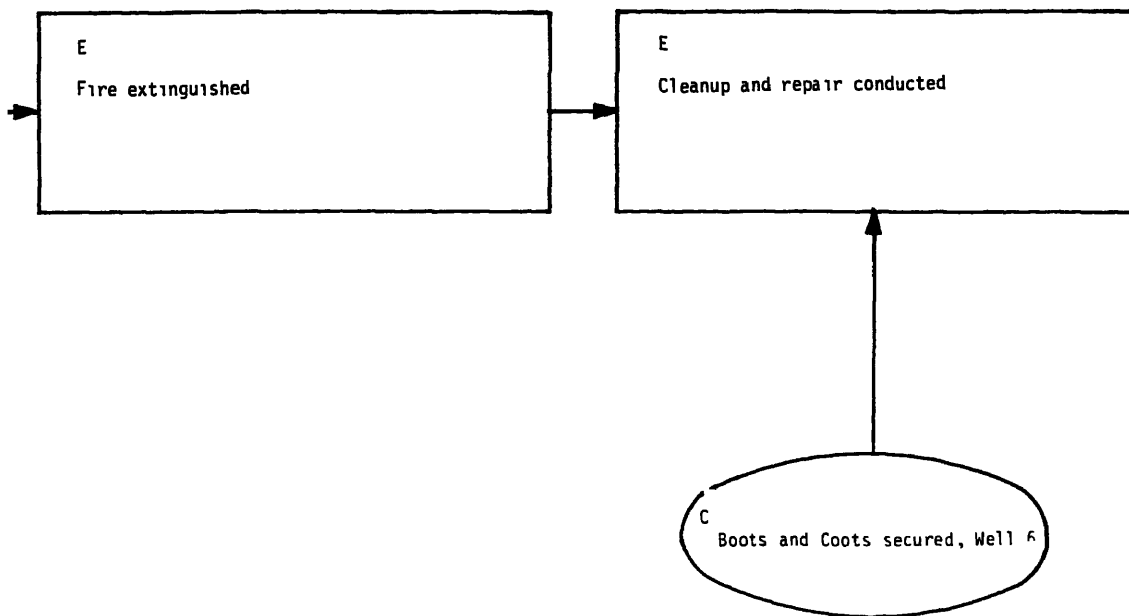 E
Fire extinguished
E
Cleanup and repair conducted
C
Boots and Coots secured, Well 6